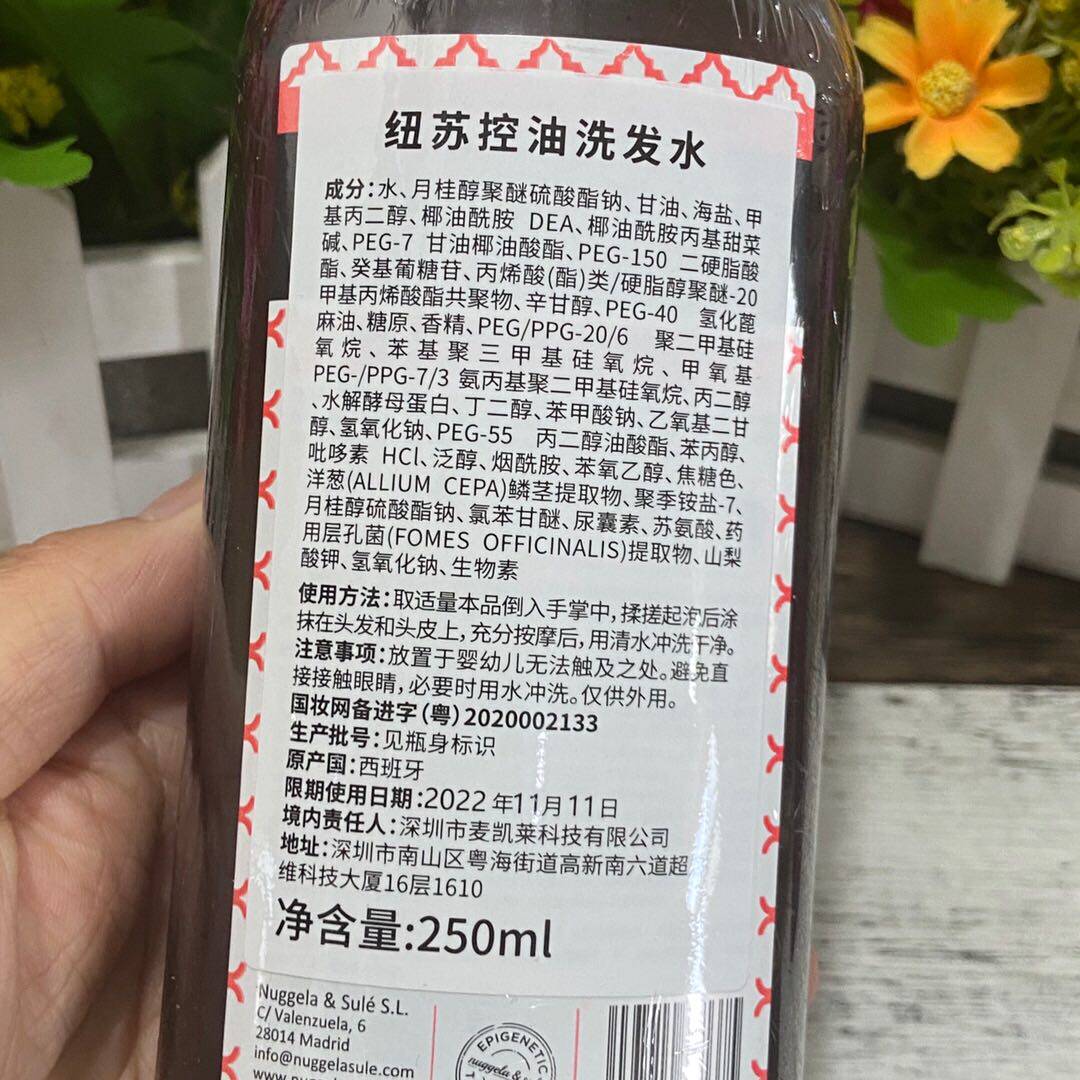 纽苏控油洗发水
成分：水、月桂醇聚醚硫酸酯钠、甘油、海盐、甲
基丙二醇、椰油酰胺 DEA、椰油酰胺丙基甜菜
碱、PEG-7 甘油椰油酸酯、PEG-150 二硬脂酸
酯、癸基葡糖苷、丙烯酸(酯)类/硬脂醇聚醚-20
甲基丙烯酸酯共聚物、辛甘醇、PEG-40 氢化蓖
麻油、糖原、香精、PEG/PPG-20/6 聚二甲基硅
氧烷、苯基聚三甲基硅氧烷、甲氧基
PEG-/PPG-7/3 氨丙基聚二甲基硅氧烷、丙二醇
、水解酵母蛋白、丁二醇、苯甲酸钠、乙氧基二甘
醇、氢氧化钠、PEG-55 丙二醇油酸酯、苯丙醇、
吡哆素 HCl、泛醇、烟酰胺、苯氧乙醇、焦糖色、
洋葱(ALLIUM CEPA)鳞茎提取物、聚季铵盐-7、
月桂醇硫酸酯钠、氯苯甘醚、尿囊素、苏氨酸、药
用层孔菌(FOMES OFFICINALIS)提取物、山梨
酸钾、氢氧化钠、生物素
使用方法：取适量本品倒入手掌中，揉搓起泡后涂
抹在头发和头皮上，充分按摩后，用清水冲洗干净。
注意事项：放置于婴幼儿无法触及之处。避免直
接接触眼睛，必要时用水冲洗。仅供外用。
国妆网备进字（粤）2020002133
生产批号：见瓶身标识
原产国：西班牙
限期使用日期：2022 年11月11日
境内责任人：深圳市麦凯莱科技有限公司
地址：深圳市南山区粤海街道高新南六道超
维科技大厦16层1610
净含量:250ml
Nuggela & Sulé S.L.
C/ Valenzuela, 6
28014 Madrid
info@nuggelasule.com
EPIGENETIC
nuggela &